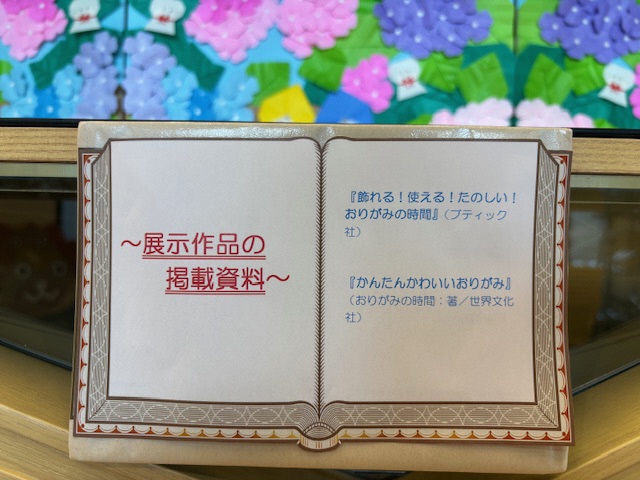 ～展示作品の
掲載資料～
『飾れる！使える！たのしい！
おりがみの時間』（ブティック
社）
『かんたんかわいいおりがみ』
（おりがみの時間：著／世界文化
社）